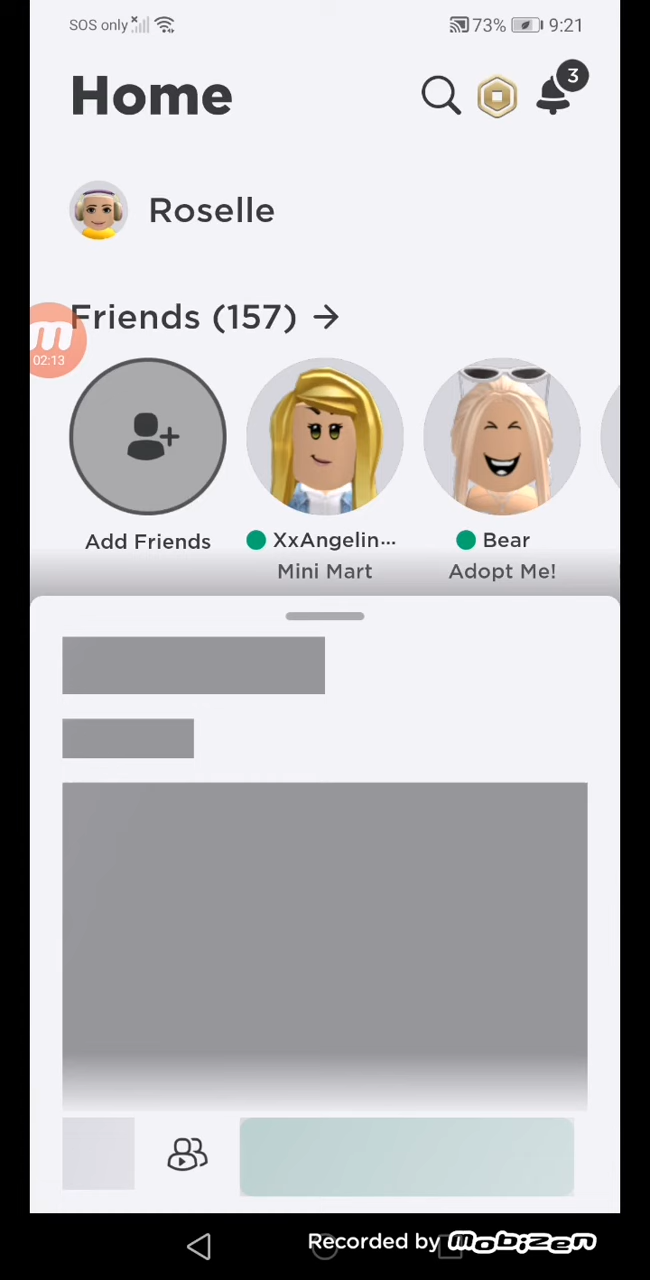 SOS only 73% 9:21
3
Home
Roselle
Friends (157) →
m
02:13
Add Friends
XxAngelin...
Mini Mart
Bear
Adopt Me!
Recorded by mobizen